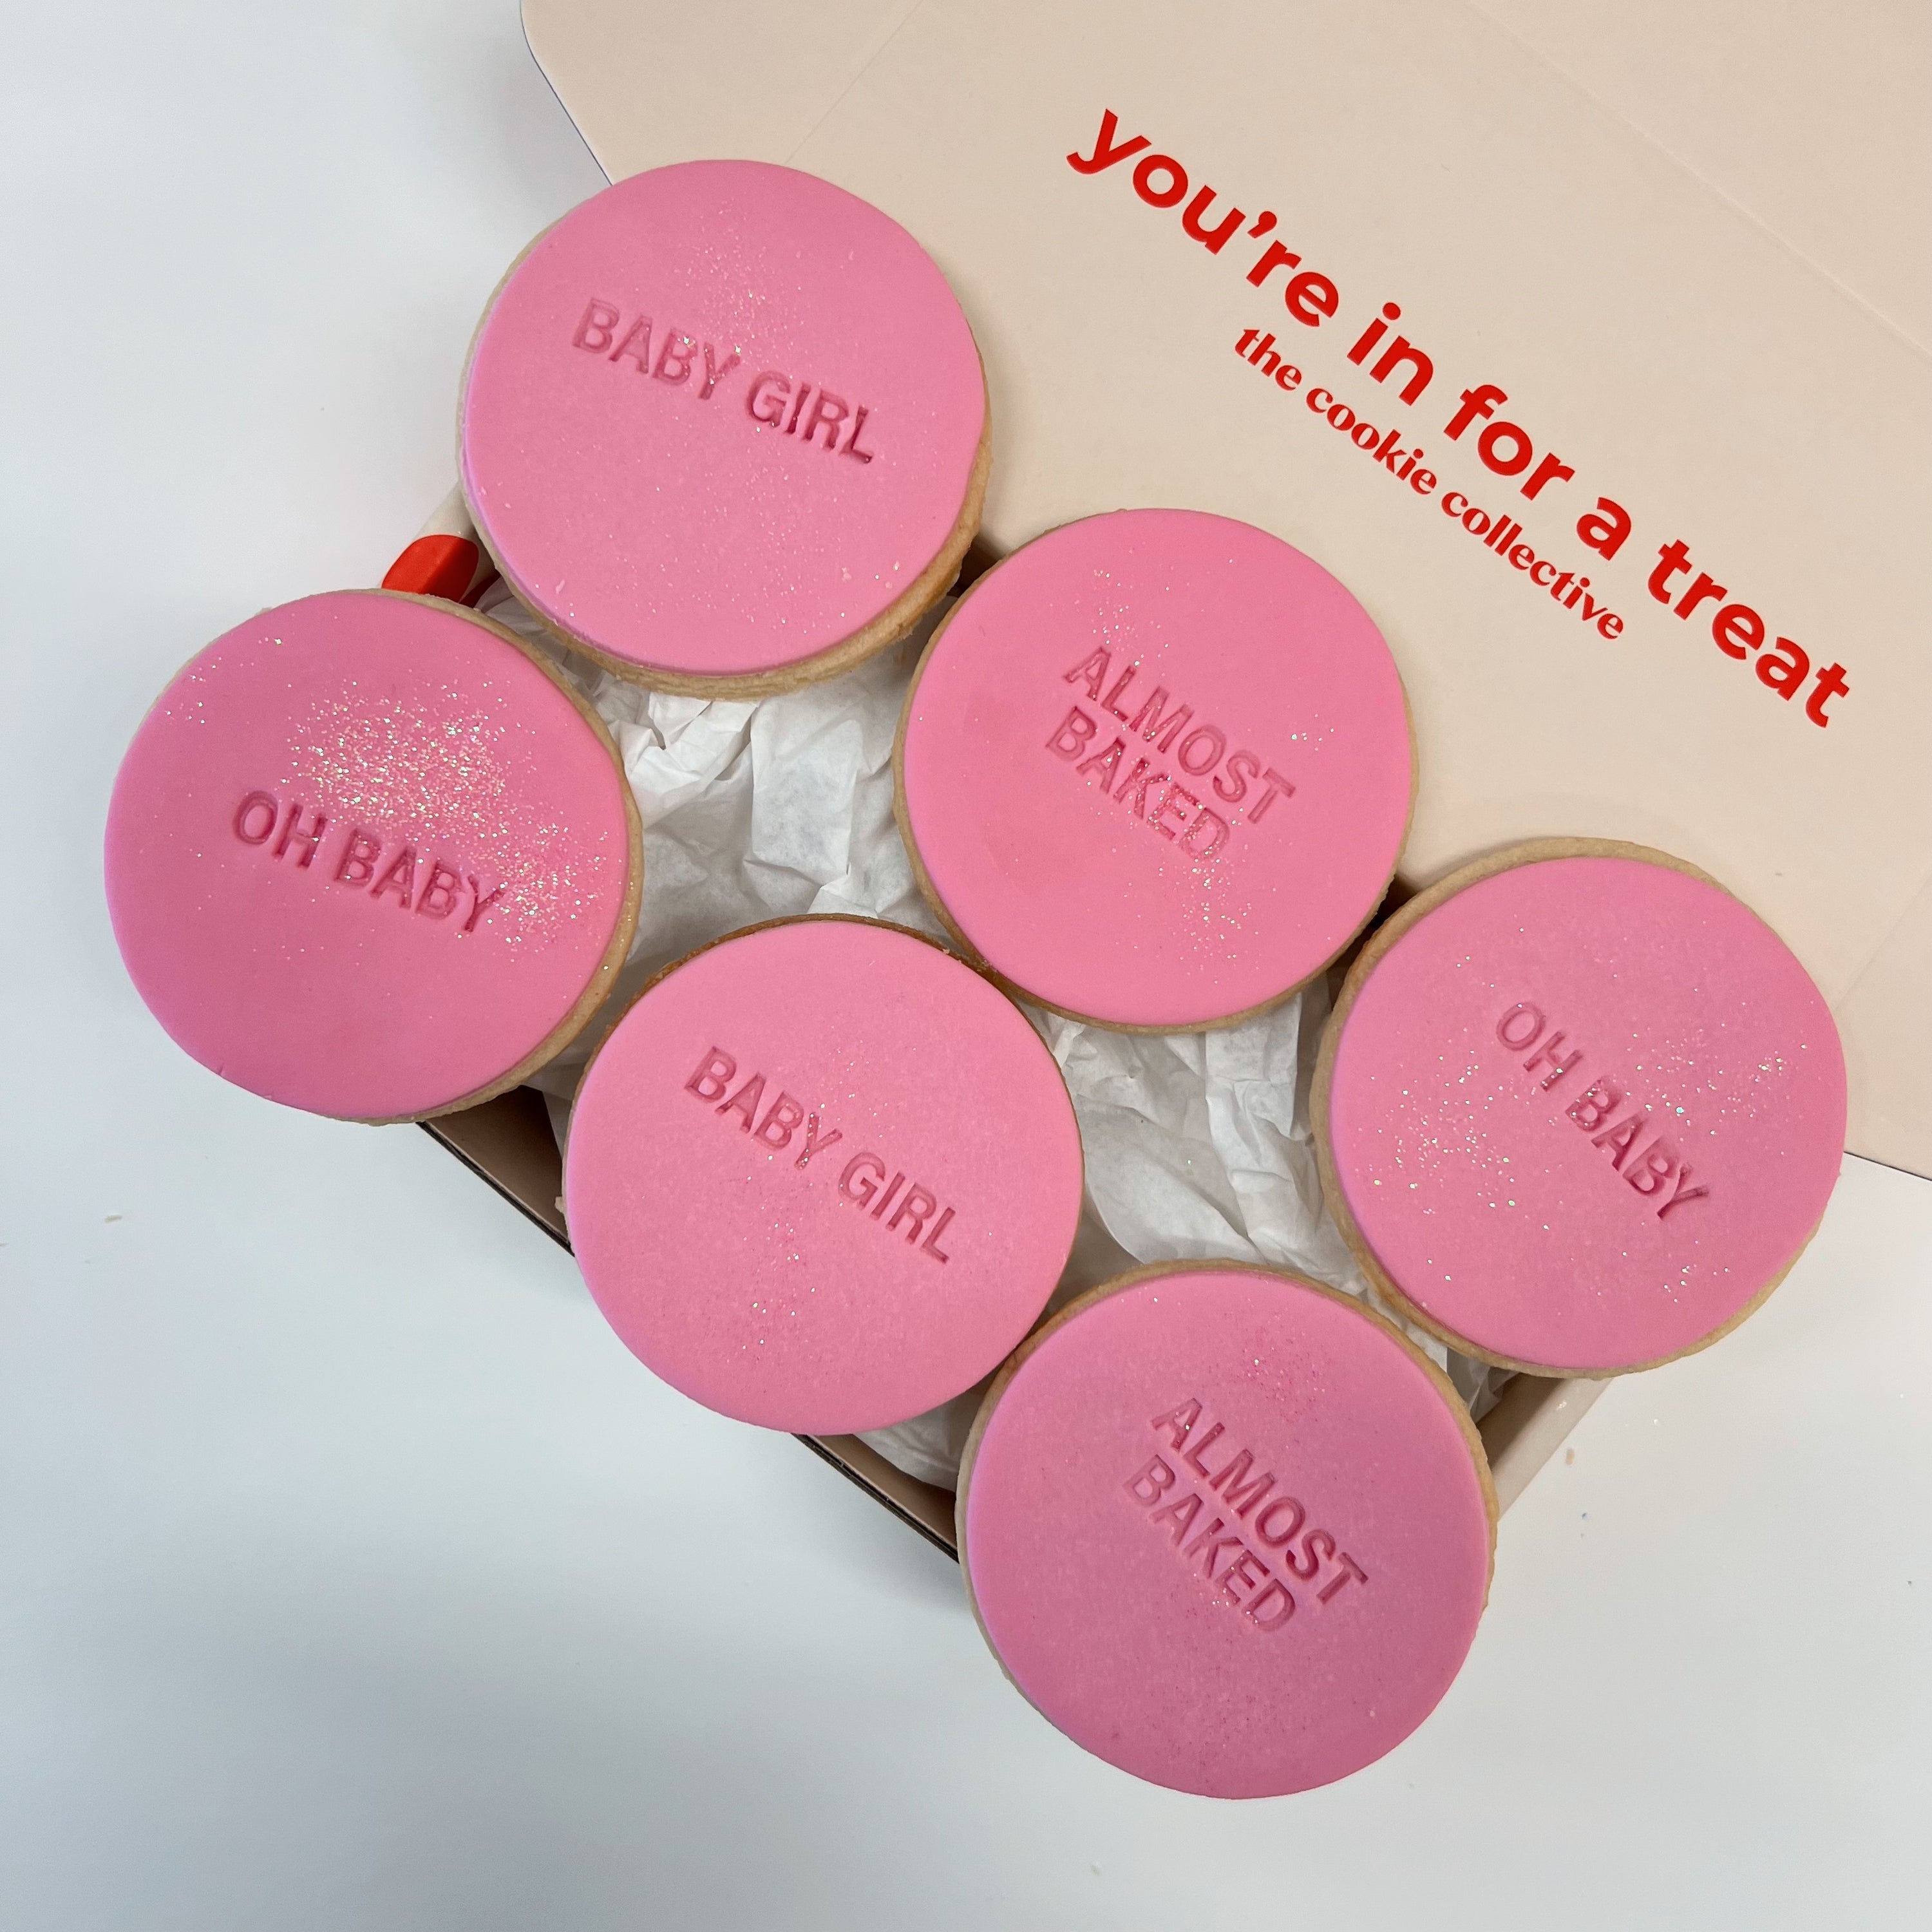 you're in for a treat
the cookie collective
BABY GIRL
ALMOST
BAKED
OH BABY
OH BABY
BABY GIRL
ALMOST
BAKED